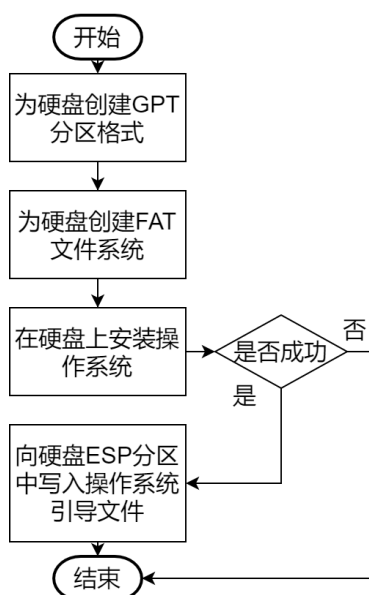 开始
为硬盘创建GPT
分区格式
为硬盘创建FAT
文件系统
在硬盘上安装操
作系统
是否成功
否
是
向硬盘ESP分区
中写入操作系统
引导文件
结束